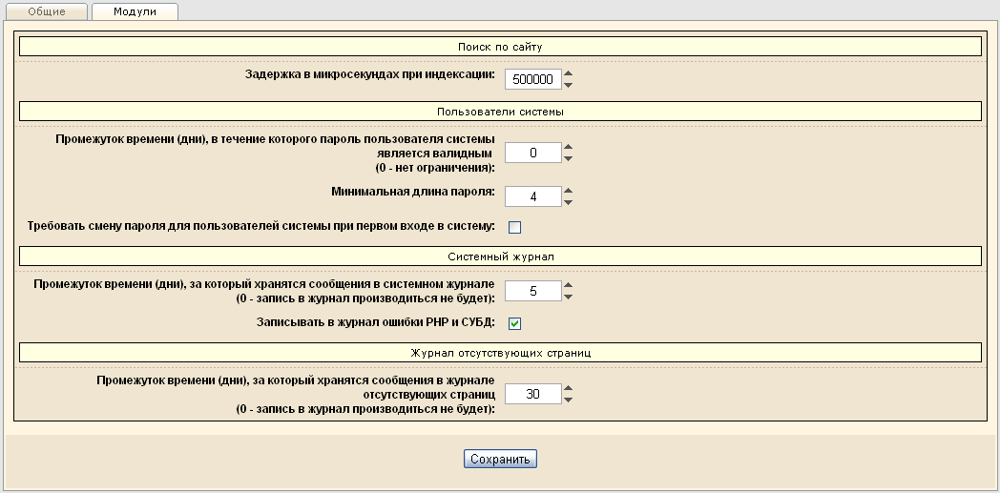 Общие
Модули
Поиск по сайту
Задержка в микросекундах при индексации:
500000
Пользователи системы
Промежуток времени (дни), в течение которого пароль пользователя системы
является валидным
(0 - нет ограничения):
0
Минимальная длина пароля:
4
Требовать смену пароля для пользователей системы при первом входе в систему:
Системный журнал
Промежуток времени (дни), за который хранятся сообщения в системном журнале
(0 - запись в журнал производиться не будет):
5
Записывать в журнал ошибки PHP и СУБД:
Журнал отсутствующих страниц
Промежуток времени (дни), за который хранятся сообщения в журнале
отсутствующих страниц
(0 - запись в журнал производиться не будет):
30
Сохранить